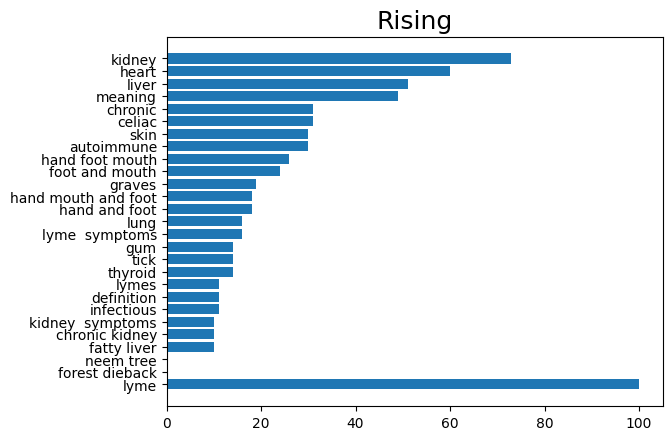 Rising
kidney
heart
liver
meaning
chronic
celiac
skin
autoimmune
hand foot mouth
foot and mouth
graves
hand mouth and foot
hand and foot
lung
lyme  symptoms
gum
tick
thyroid
lymes
definition
infectious
kidney  symptoms
chronic kidney
fatty liver
neem tree
forest dieback
lyme
0 20 40 60 80 100